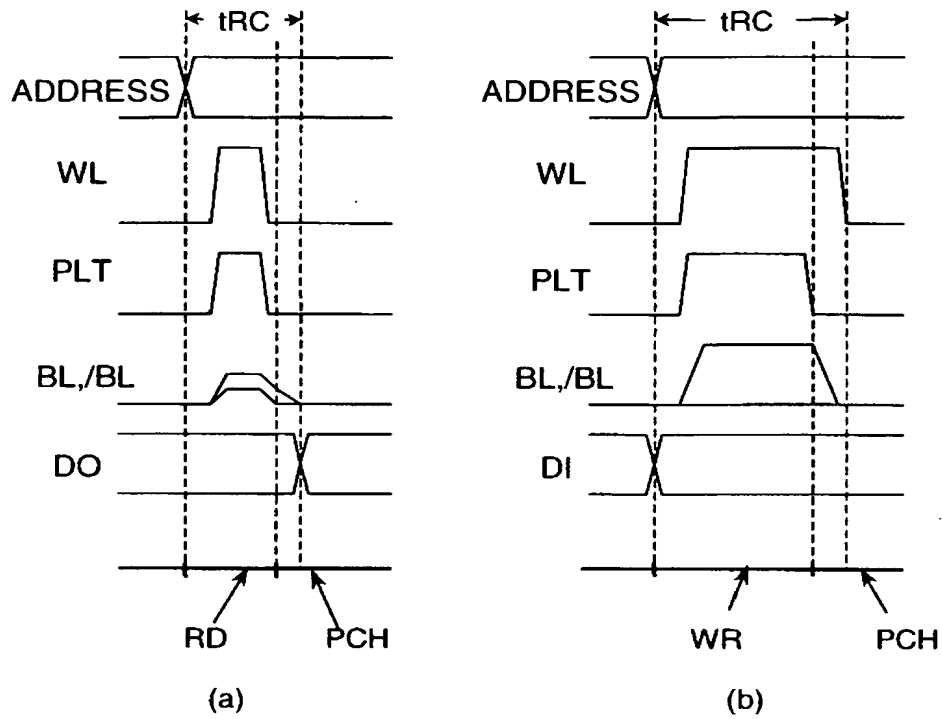 tRC
ADDRESS
WL
PLT
BL,/BL
DO
RD
PCH
(a)
tRC
ADDRESS
WL
PLT
BL,/BL
DI
WR
PCH
(b)